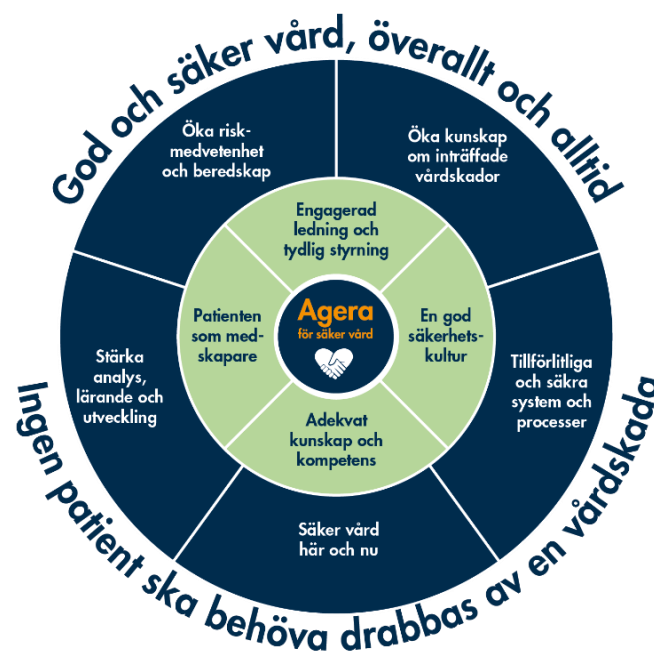 God och säker vård, överallt och alltid
Öka risk-
medvetenhet
och beredskap
Öka kunskap
om inträffade
vårdskador
Engagerad
ledning och
tydlig styrning
Patienten
som med-
skapare
Agera
för säker vård
En god
säkerhets-
kultur
Stärka
analys,
lärande och
utveckling
Tillförlitliga
och säkra
system och
processer
Adekvat
kunskap och
kompetens
Säker vård
här och nu
Ingen patient ska behöva drabbas av en vårdskada